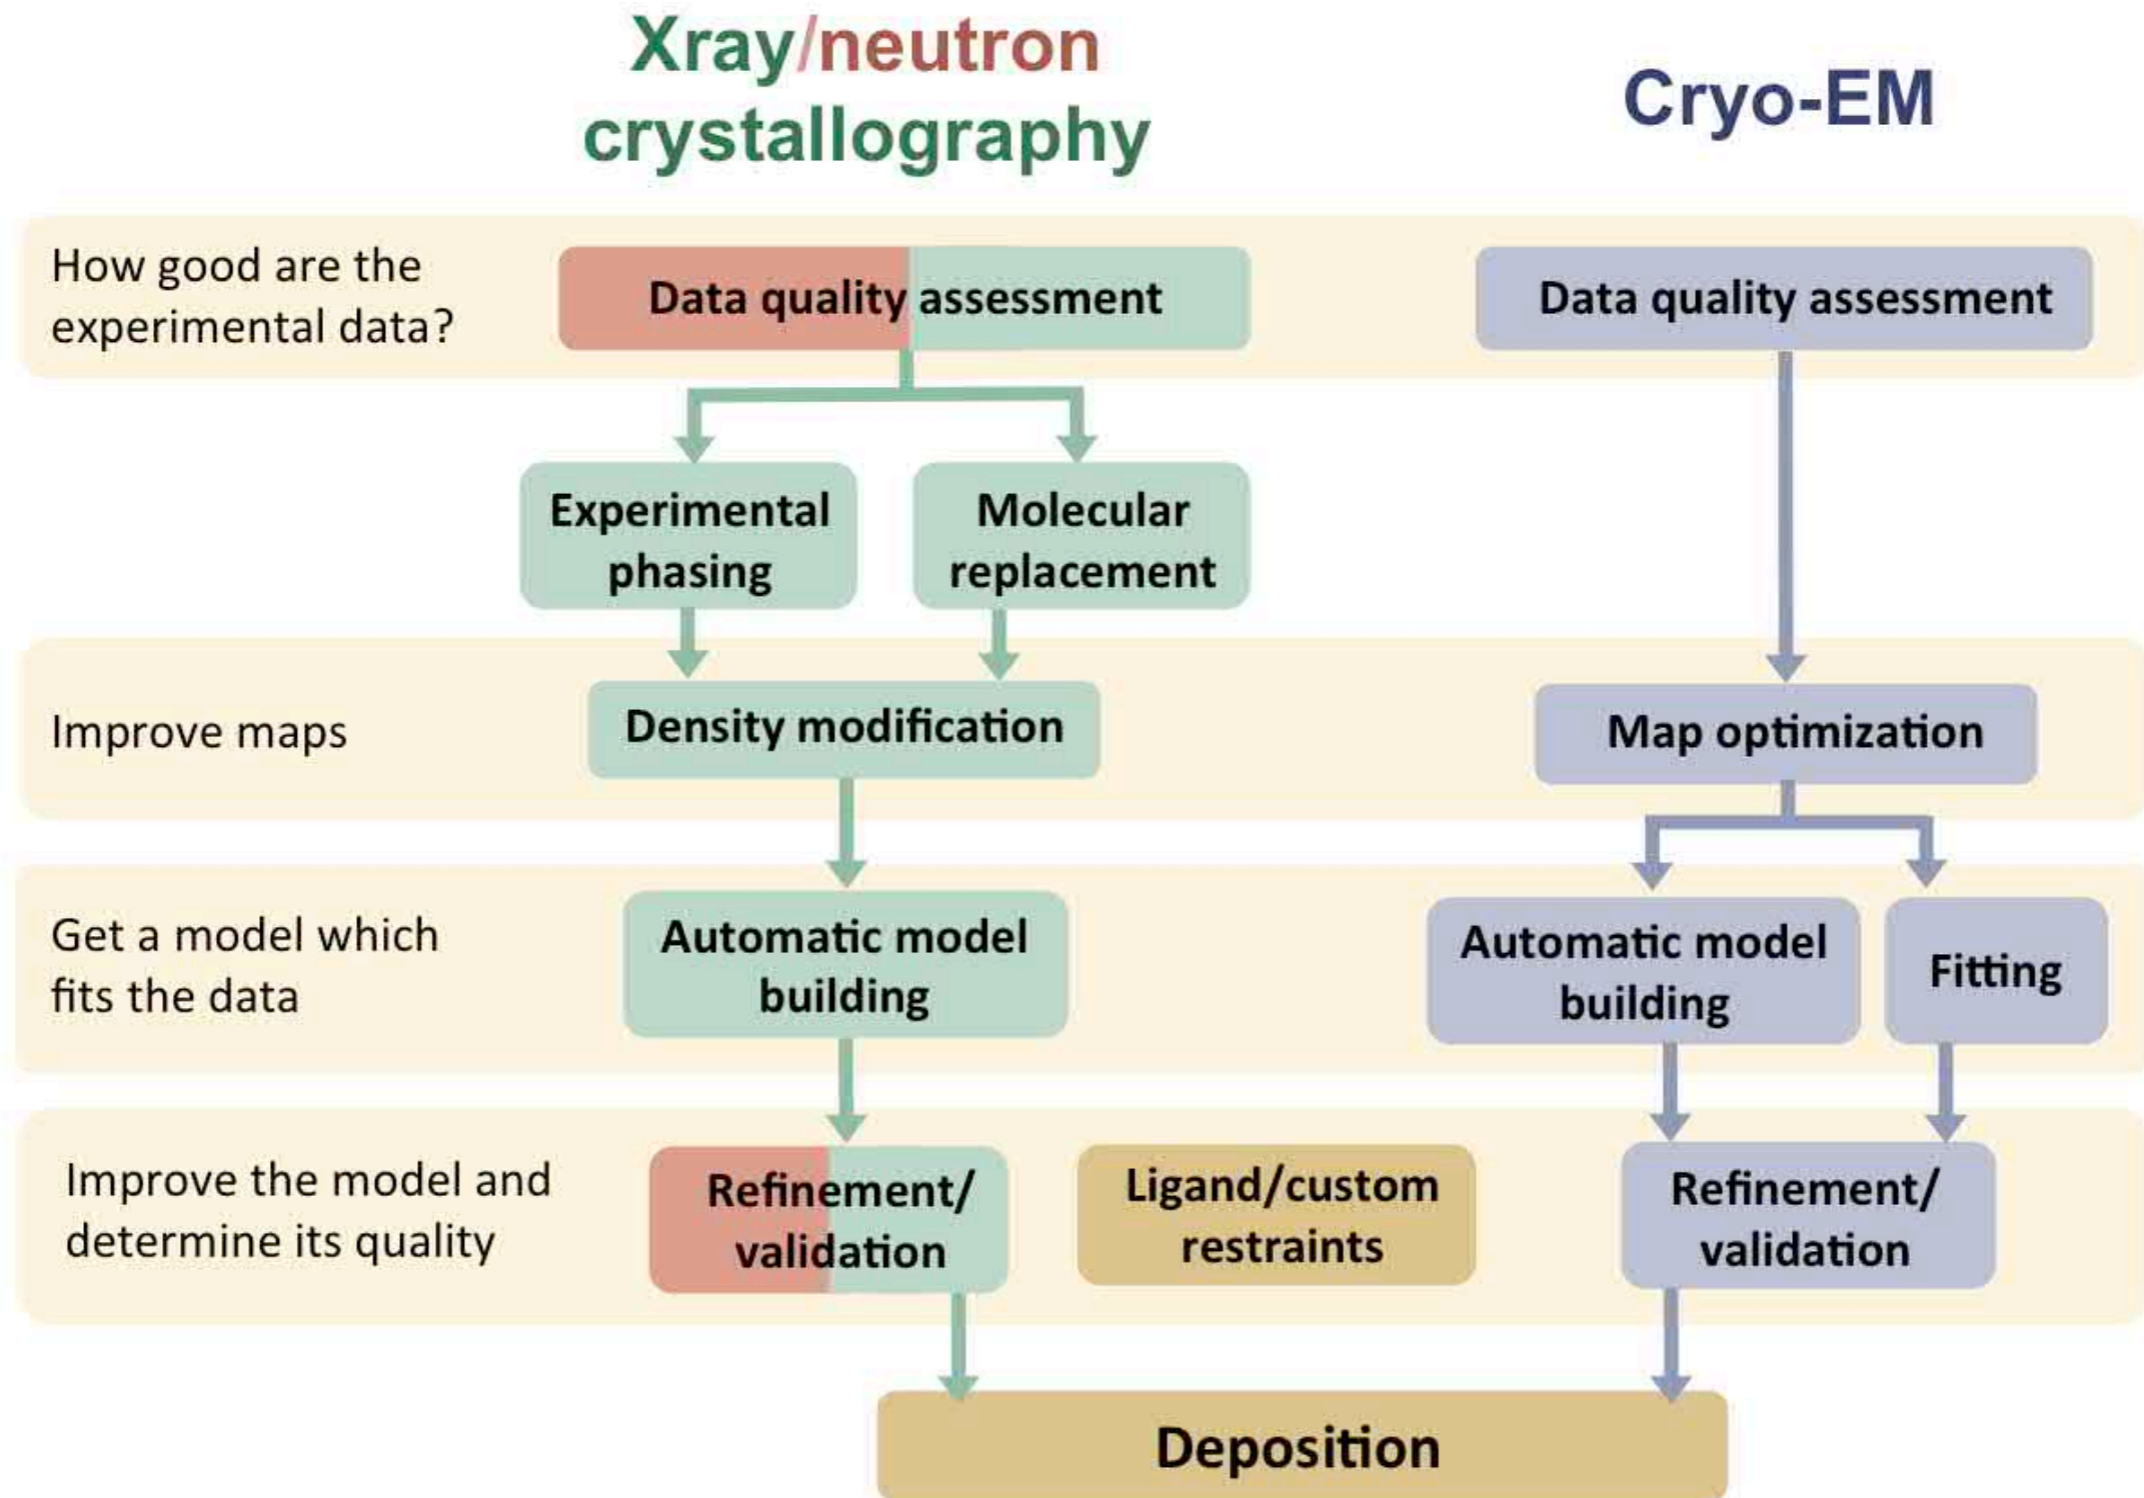 Xray/neutron
crystallography
Cryo-EM
How good are the
experimental data?
Data quality assessment
Data quality assessment
Experimental
phasing
Molecular
replacement
Improve maps
Density modification
Map optimization
Get a model which
fits the data
Automatic model
building
Automatic model
building
Fitting
Improve the model and
determine its quality
Refinement/
validation
Ligand/custom
restraints
Refinement/
validation
Deposition